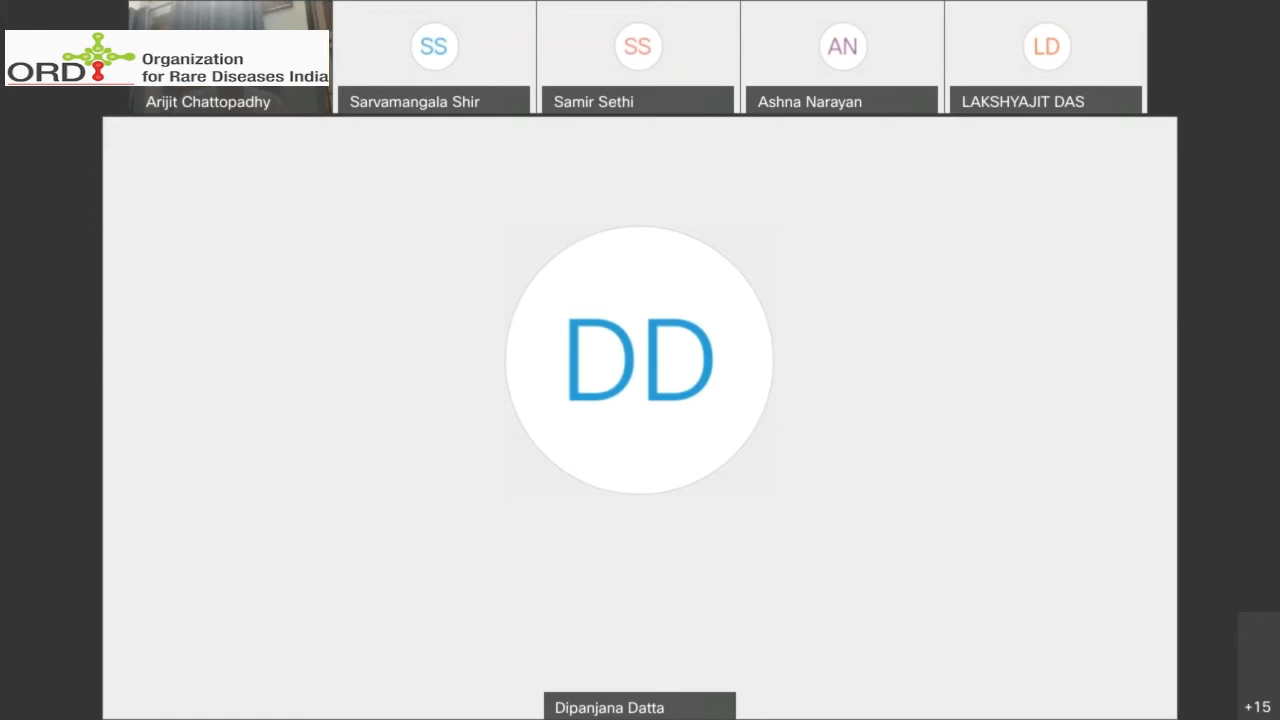 ORDI
Organization
for Rare Diseases India
Arijit Chattopadhy
SS
Sarvamangala Shir
SS
Samir Sethi
AN
Ashna Narayan
LD
LAKSHYAJIT DAS
DD
Dipanjana Datta
+15